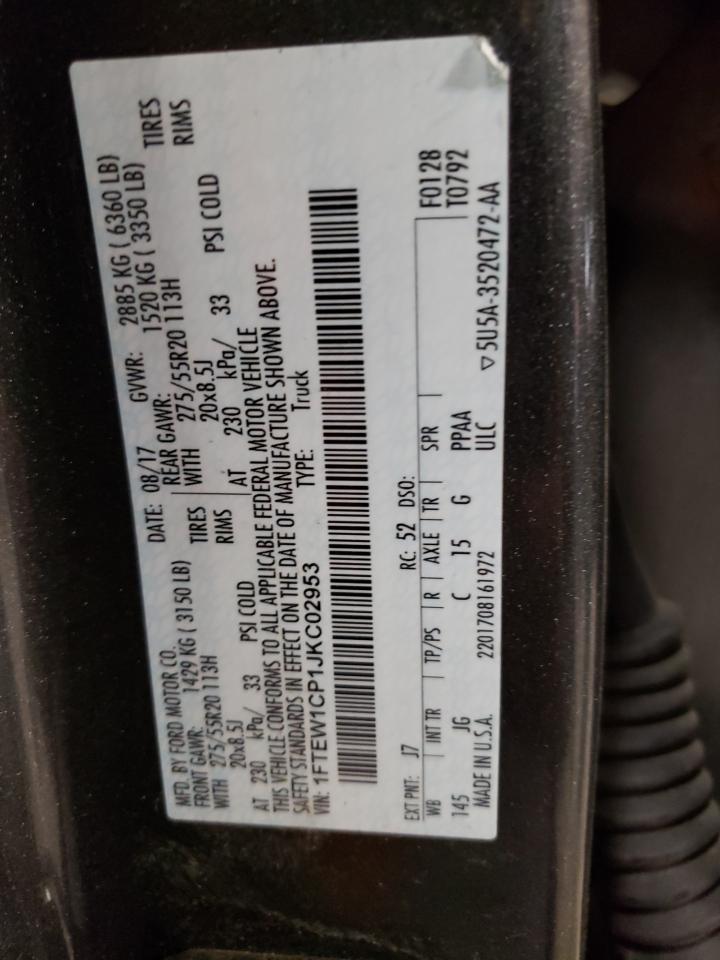 MFD. BY FORD MOTOR CO. DATE: 08/17 GVWR: 2885 KG ( 6360 LB)
FRONT GAWR: 1429 KG ( 3150 LB) REAR GAWR: 1520 KG ( 3350 LB)
WITH 275/55R20 113H TIRES WITH 275/55R20 113H TIRES
20x8.5J RIMS 20x8.5J RIMS
AT 230 kPa/ 33 PSI COLD AT 230 kPa/ 33 PSI COLD
THIS VEHICLE CONFORMS TO ALL APPLICABLE FEDERAL MOTOR VEHICLE
SAFETY STANDARDS IN EFFECT ON THE DATE OF MANUFACTURE SHOWN ABOVE.
VIN: 1FTEW1CP1JKC02953 TYPE: Truck
EXT PNT: J7 RC: 52 DSO:
WB INT TR TP/PS R AXLE TR SPR F0128
145 JG C 15 G PPAA T0792
MADE IN U.S.A. 2201708161972 ULC
▽5U5A-3520472-AA